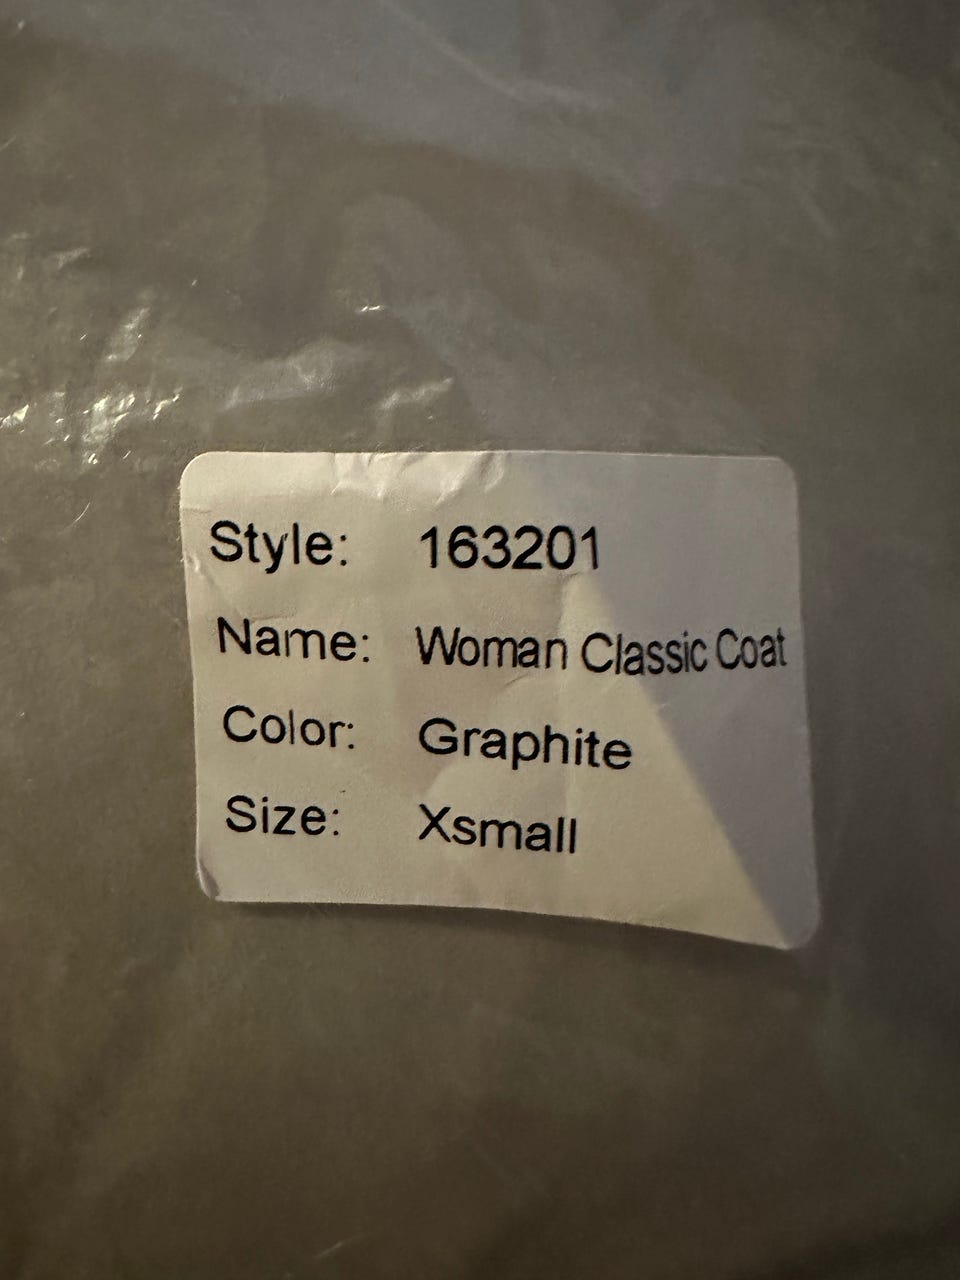 Style: 163201
Name: Woman Classic Coat
Color: Graphite
Size: Xsmall